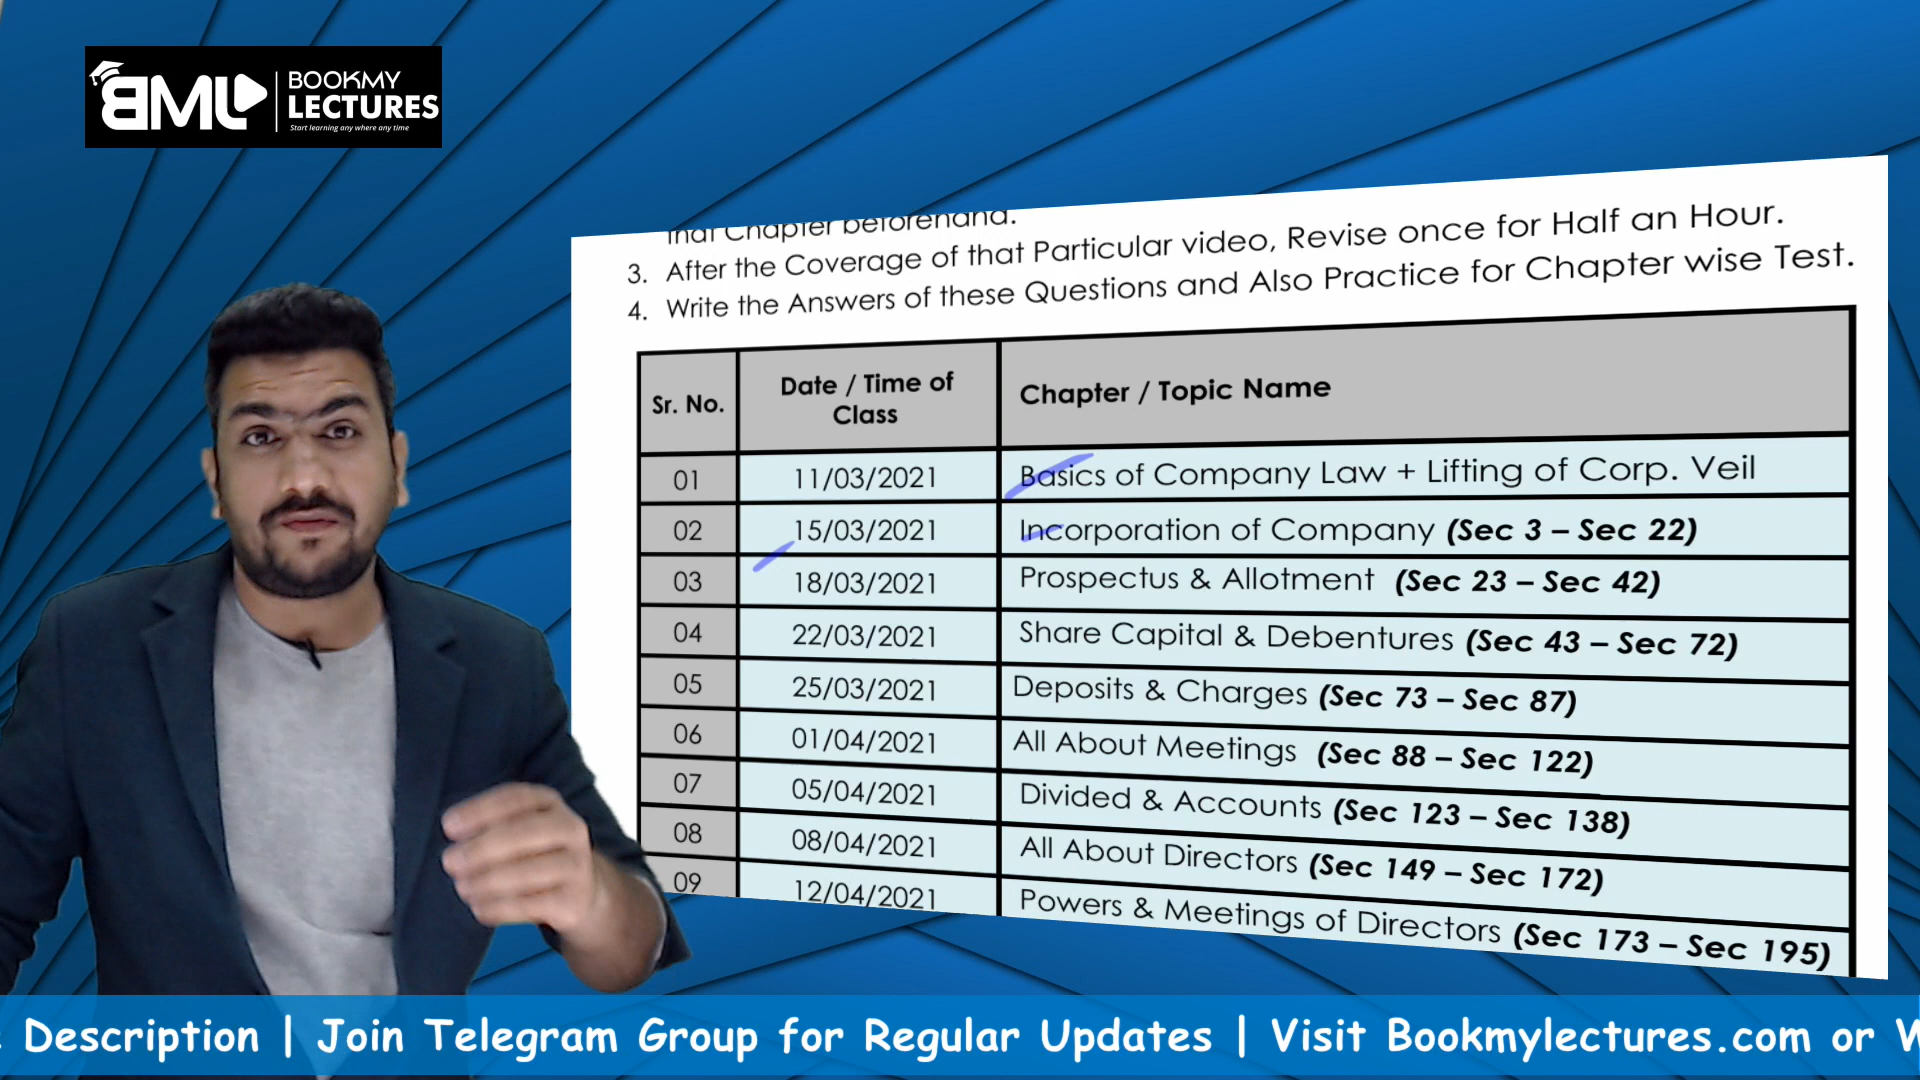 BML
BOOKMY
LECTURES
Start learning any where any time
that Chapter beforehand.
3. After the Coverage of that Particular video, Revise once for Half an Hour.
4. Write the Answers of these Questions and Also Practice for Chapter wise Test.
Sr. No. Date / Time of Class Chapter / Topic Name
01 11/03/2021 Basics of Company Law + Lifting of Corp. Veil
02 15/03/2021 Incorporation of Company (Sec 3 – Sec 22)
03 18/03/2021 Prospectus & Allotment (Sec 23 – Sec 42)
04 22/03/2021 Share Capital & Debentures (Sec 43 – Sec 72)
05 25/03/2021 Deposits & Charges (Sec 73 – Sec 87)
06 01/04/2021 All About Meetings (Sec 88 – Sec 122)
07 05/04/2021 Divided & Accounts (Sec 123 – Sec 138)
08 08/04/2021 All About Directors (Sec 149 – Sec 172)
09 12/04/2021 Powers & Meetings of Directors (Sec 173 – Sec 195)
Description | Join Telegram Group for Regular Updates | Visit Bookmylectures.com or W